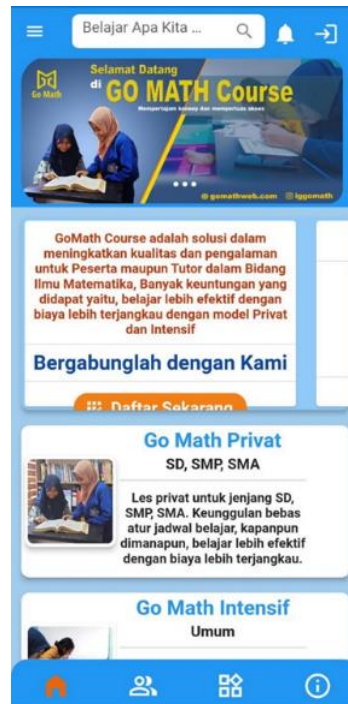 Belajar Apa Kita ...
Go Math
Selamat Datang
di GO MATH Course
Mempertajam konsep dan memperluas akses
gomathweb.com
iggomath
GoMath Course adalah solusi dalam
meningkatkan kualitas dan pengalaman
untuk Peserta maupun Tutor dalam Bidang
Ilmu Matematika, Banyak keuntungan yang
didapat yaitu, belajar lebih efektif dengan
biaya lebih terjangkau dengan model Privat
dan Intensif
Bergabunglah dengan Kami
Daftar Sekarang
Go Math Privat
SD, SMP, SMA
Les privat untuk jenjang SD,
SMP, SMA. Keunggulan bebas
atur jadwal belajar, kapanpun
dimanapun, belajar lebih efektif
dengan biaya lebih terjangkau.
Go Math Intensif
Umum